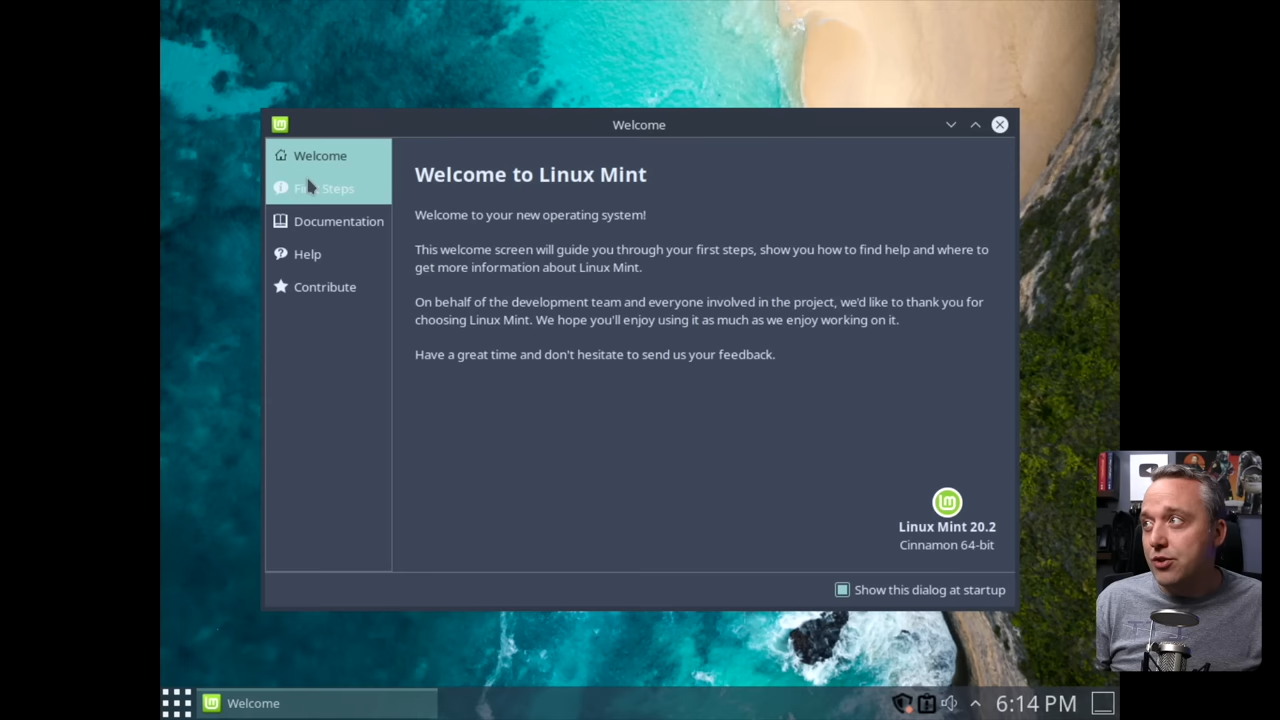 Welcome
Welcome
First Steps
Documentation
Help
Contribute
Welcome to Linux Mint
Welcome to your new operating system!
This welcome screen will guide you through your first steps, show you how to find help and where to
get more information about Linux Mint.
On behalf of the development team and everyone involved in the project, we'd like to thank you for
choosing Linux Mint. We hope you'll enjoy using it as much as we enjoy working on it.
Have a great time and don't hesitate to send us your feedback.
Linux Mint 20.2
Cinnamon 64-bit
Show this dialog at startup
Welcome
6:14 PM